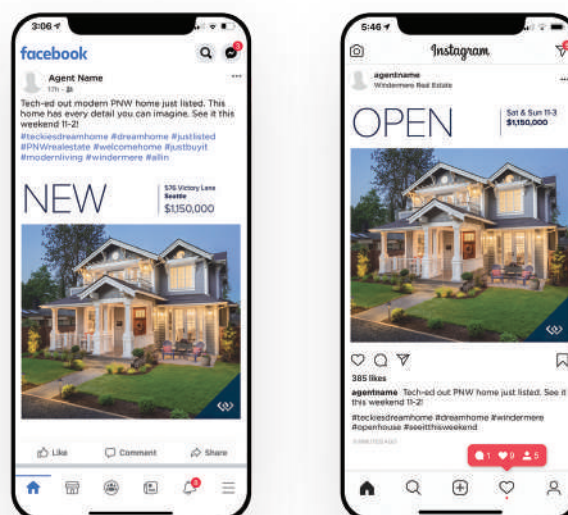 3:06
facebook
Agent Name
17h
Tech-ed out modern PNW home just listed. This
home has every detail you can imagine. See it this
weekend 11-2!
#teckiesdreamhome #dreamhome #justlisted
#PNWrealestate #welcomehome #justbuyit
#modernliving #windermere #allin
NEW
576 Victory Lane
Seattle
$1,150,000
Like
Comment
Share
5:46
Instagram
agentname
Windermere Real Estate
OPEN
Sat & Sun 11-3
$1,150,000
385 likes
agentname Tech-ed out PNW home just listed. See it
this weekend 11-2!
#teckiesdreamhome #dreamhome #windermere
#openhouse #seeitthisweekend
1 9 5